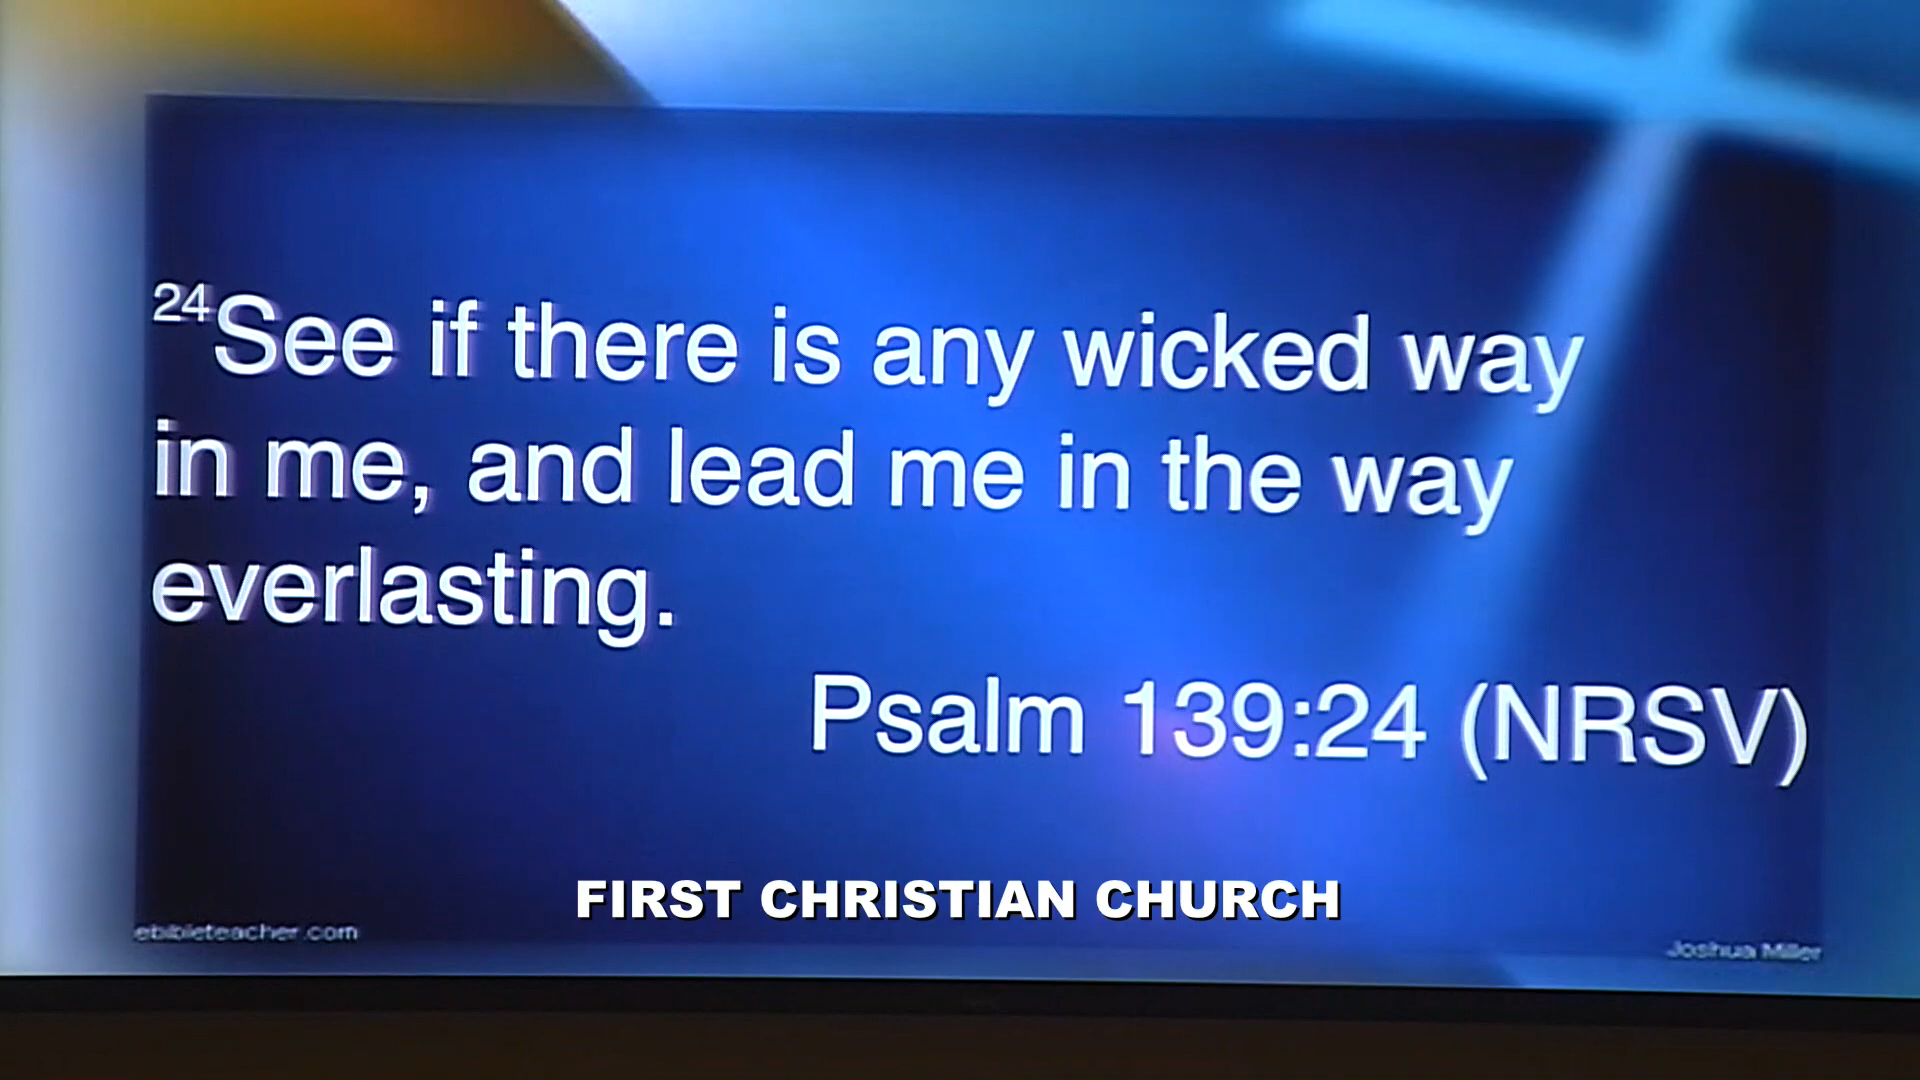 24See if there is any wicked way
in me, and lead me in the way
everlasting.
Psalm 139:24 (NRSV)
FIRST CHRISTIAN CHURCH
ebibleteacher.com
Joshua Miller